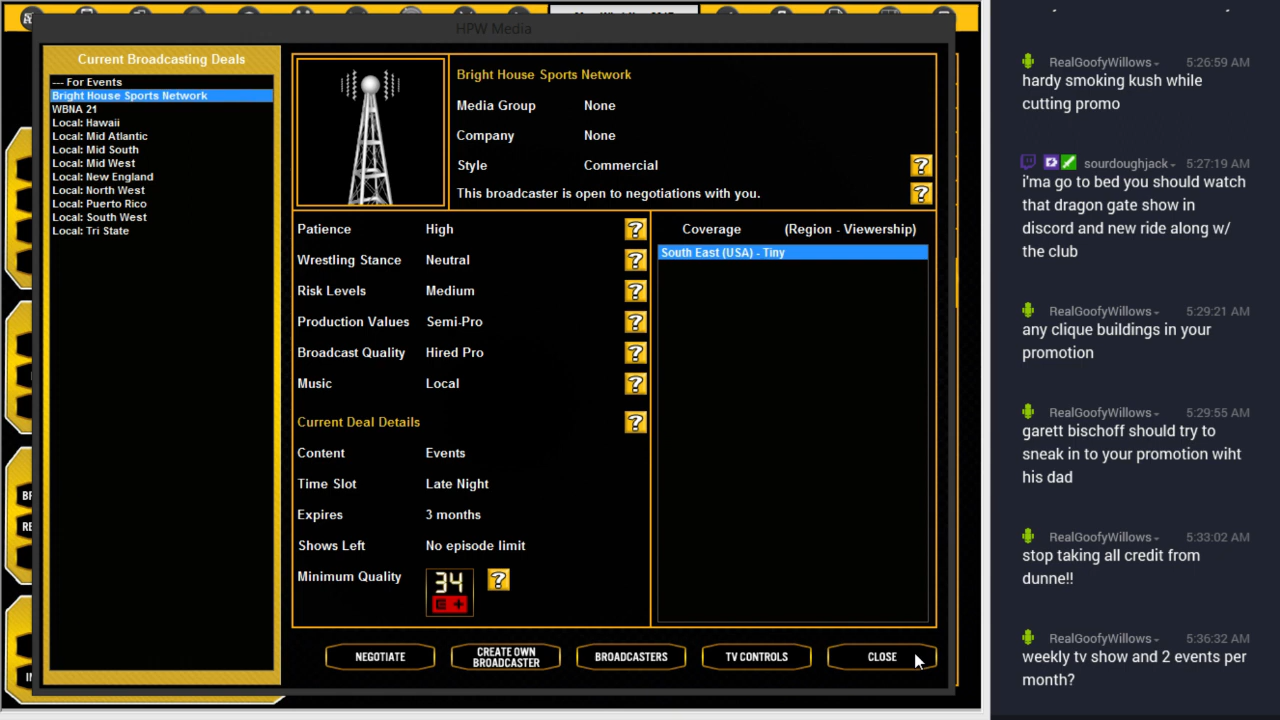 HPW Media
Current Broadcasting Deals
--- For Events
Bright House Sports Network
WBNA 21
Local: Hawaii
Local: Mid Atlantic
Local: Mid South
Local: Mid West
Local: New England
Local: North West
Local: Puerto Rico
Local: South West
Local: Tri State
Bright House Sports Network
Media Group None
Company None
Style Commercial ?
This broadcaster is open to negotiations with you. ?
Patience High ?
Wrestling Stance Neutral ?
Risk Levels Medium ?
Production Values Semi-Pro ?
Broadcast Quality Hired Pro ?
Music Local ?
Current Deal Details ?
Content Events
Time Slot Late Night
Expires 3 months
Shows Left No episode limit
Minimum Quality 34 ?
Coverage (Region - Viewership)
South East (USA) - Tiny
NEGOTIATE
CREATE OWN
BROADCASTER
BROADCASTERS
TV CONTROLS
CLOSE
RealGoofyWillows 5:26:59 AM
hardy smoking kush while
cutting promo
sourdoughjack 5:27:19 AM
i'ma go to bed you should watch
that dragon gate show in
discord and new ride along w/
the club
RealGoofyWillows 5:29:21 AM
any clique buildings in your
promotion
RealGoofyWillows 5:29:55 AM
garett bischoff should try to
sneak in to your promotion wiht
his dad
RealGoofyWillows 5:33:02 AM
stop taking all credit from
dunne!!
RealGoofyWillows 5:36:32 AM
weekly tv show and 2 events per
month?